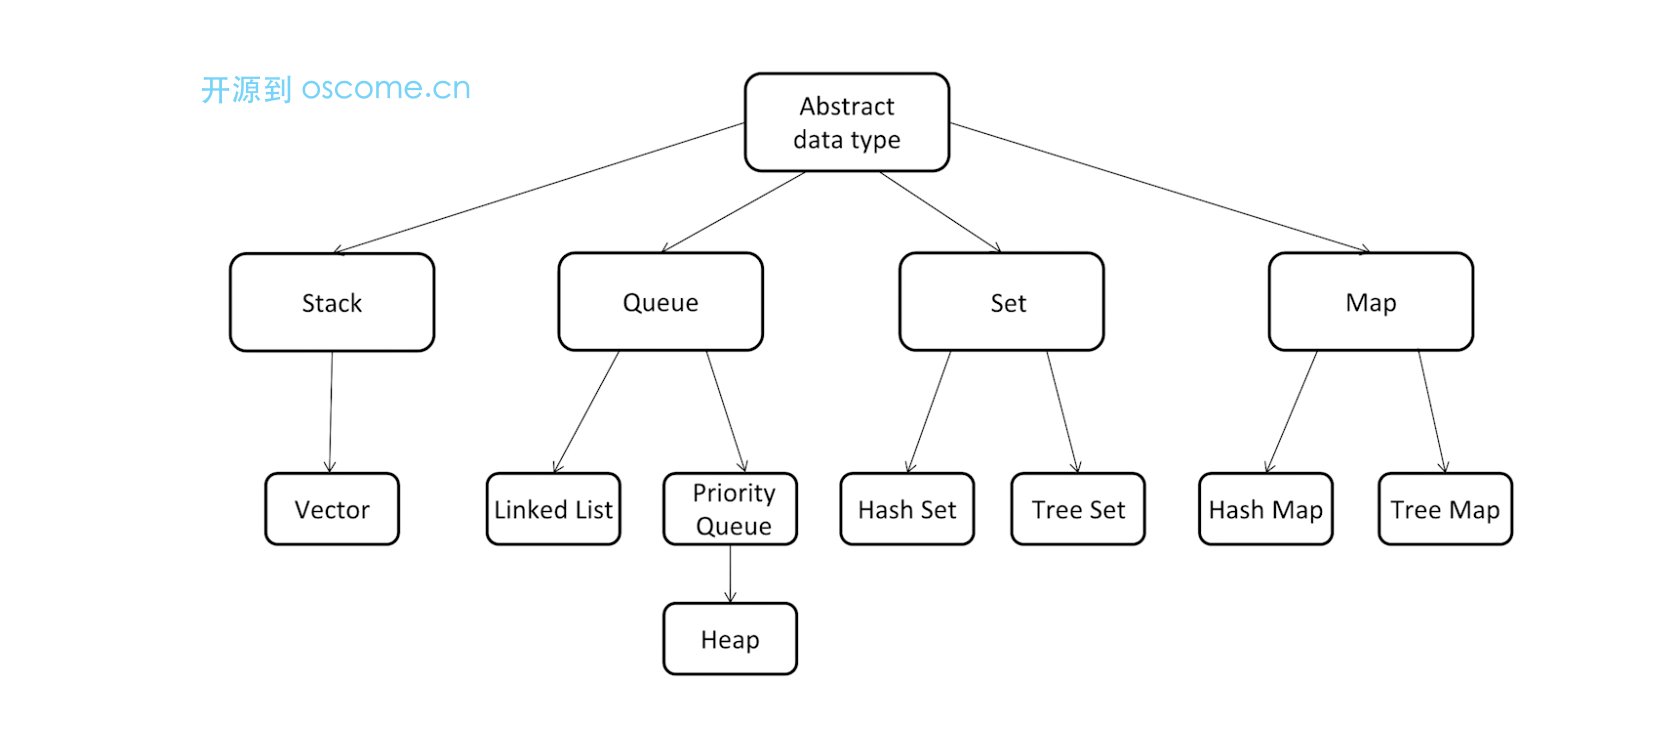 开源到 oscome.cn
Abstract
data type
Stack
Queue
Set
Map
Vector
Linked List
Priority
Queue
Hash Set
Tree Set
Hash Map
Tree Map
Heap